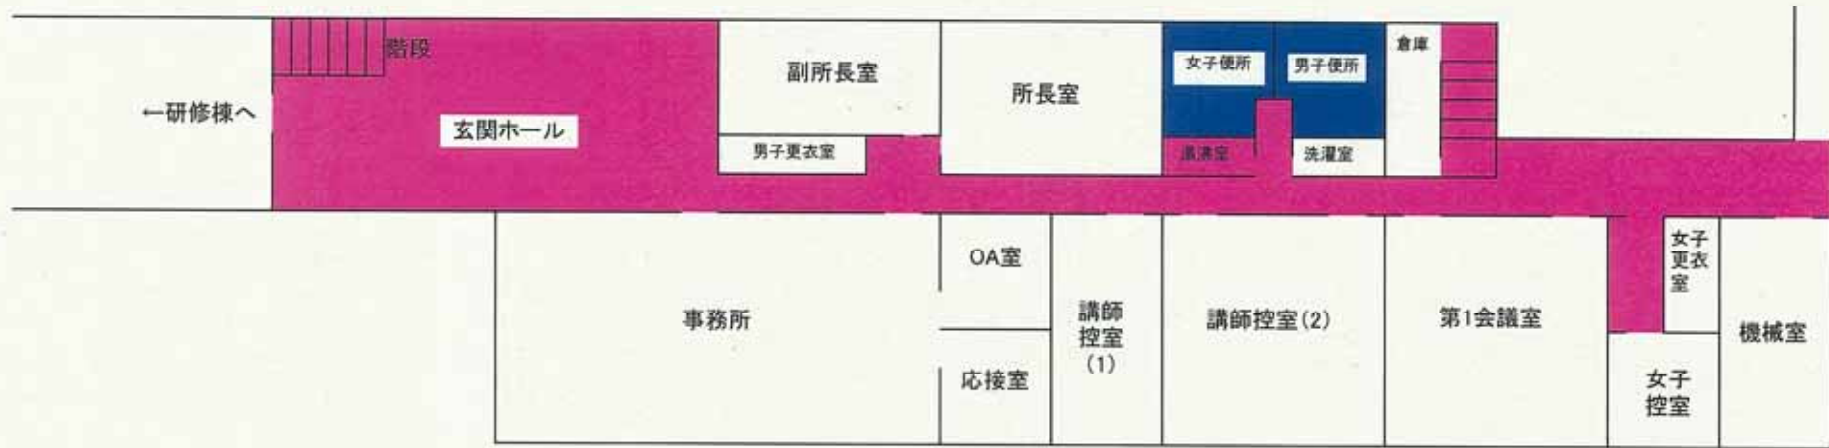 階段
←研修棟へ
玄関ホール
副所長室
男子更衣室
所長室
女子便所
男子便所
湯沸室
洗濯室
倉庫
事務所
OA室
応接室
講師
控室
(1)
講師控室(2)
第1会議室
女子
更衣
室
女子
控室
機械室